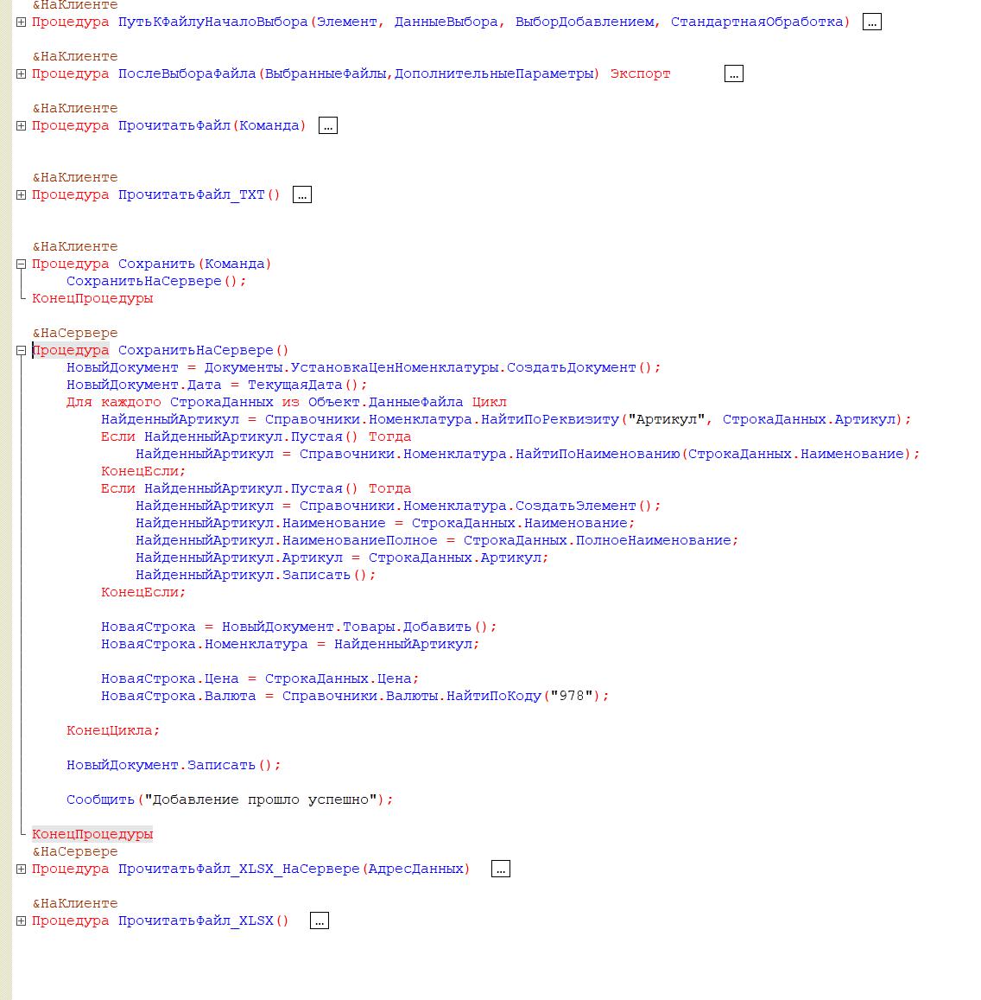 &НаКлиенте
Процедура ПутьКФайлуНачалоВыбора(Элемент, ДанныеВыбора, ВыборДобавлением, СтандартнаяОбработка) ...
&НаКлиенте
Процедура ПослеВыбораФайла(ВыбранныеФайлы,ДополнительныеПараметры) Экспорт ...
&НаКлиенте
Процедура ПрочитатьФайл(Команда) ...
&НаКлиенте
Процедура ПрочитатьФайл_TXT() ...
&НаКлиенте
Процедура Сохранить(Команда)
СохранитьНаСервере();
КонецПроцедуры
&НаСервере
Процедура СохранитьНаСервере()
НовыйДокумент = Документы.УстановкаЦенНоменклатуры.СоздатьДокумент();
НовыйДокумент.Дата = ТекущаяДата();
Для каждого СтрокаДанных из Объект.ДанныеФайла Цикл
НайденныйАртикул = Справочники.Номенклатура.НайтиПоРеквизиту("Артикул", СтрокаДанных.Артикул);
Если НайденныйАртикул.Пустая() Тогда
НайденныйАртикул = Справочники.Номенклатура.НайтиПоНаименованию(СтрокаДанных.Наименование);
КонецЕсли;
Если НайденныйАртикул.Пустая() Тогда
НайденныйАртикул = Справочники.Номенклатура.СоздатьЭлемент();
НайденныйАртикул.Наименование = СтрокаДанных.Наименование;
НайденныйАртикул.НаименованиеПолное = СтрокаДанных.ПолноеНаименование;
НайденныйАртикул.Артикул = СтрокаДанных.Артикул;
НайденныйАртикул.Записать();
КонецЕсли;
НоваяСтрока = НовыйДокумент.Товары.Добавить();
НоваяСтрока.Номенклатура = НайденныйАртикул;
НоваяСтрока.Цена = СтрокаДанных.Цена;
НоваяСтрока.Валюта = Справочники.Валюты.НайтиПоКоду("978");
КонецЦикла;
НовыйДокумент.Записать();
Сообщить("Добавление прошло успешно");
КонецПроцедуры
&НаСервере
Процедура ПрочитатьФайл_XLSX_НаСервере(АдресДанных) ...
&НаКлиенте
Процедура ПрочитатьФайл_XLSX() ...